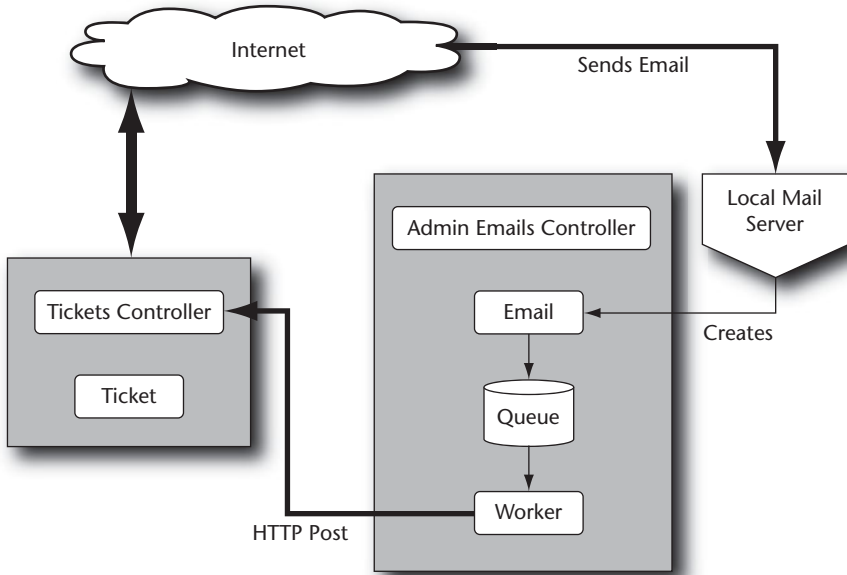 Internet
Sends Email
Local Mail
Server
Admin Emails Controller
Tickets Controller
Email
Creates
Ticket
Queue
Worker
HTTP Post